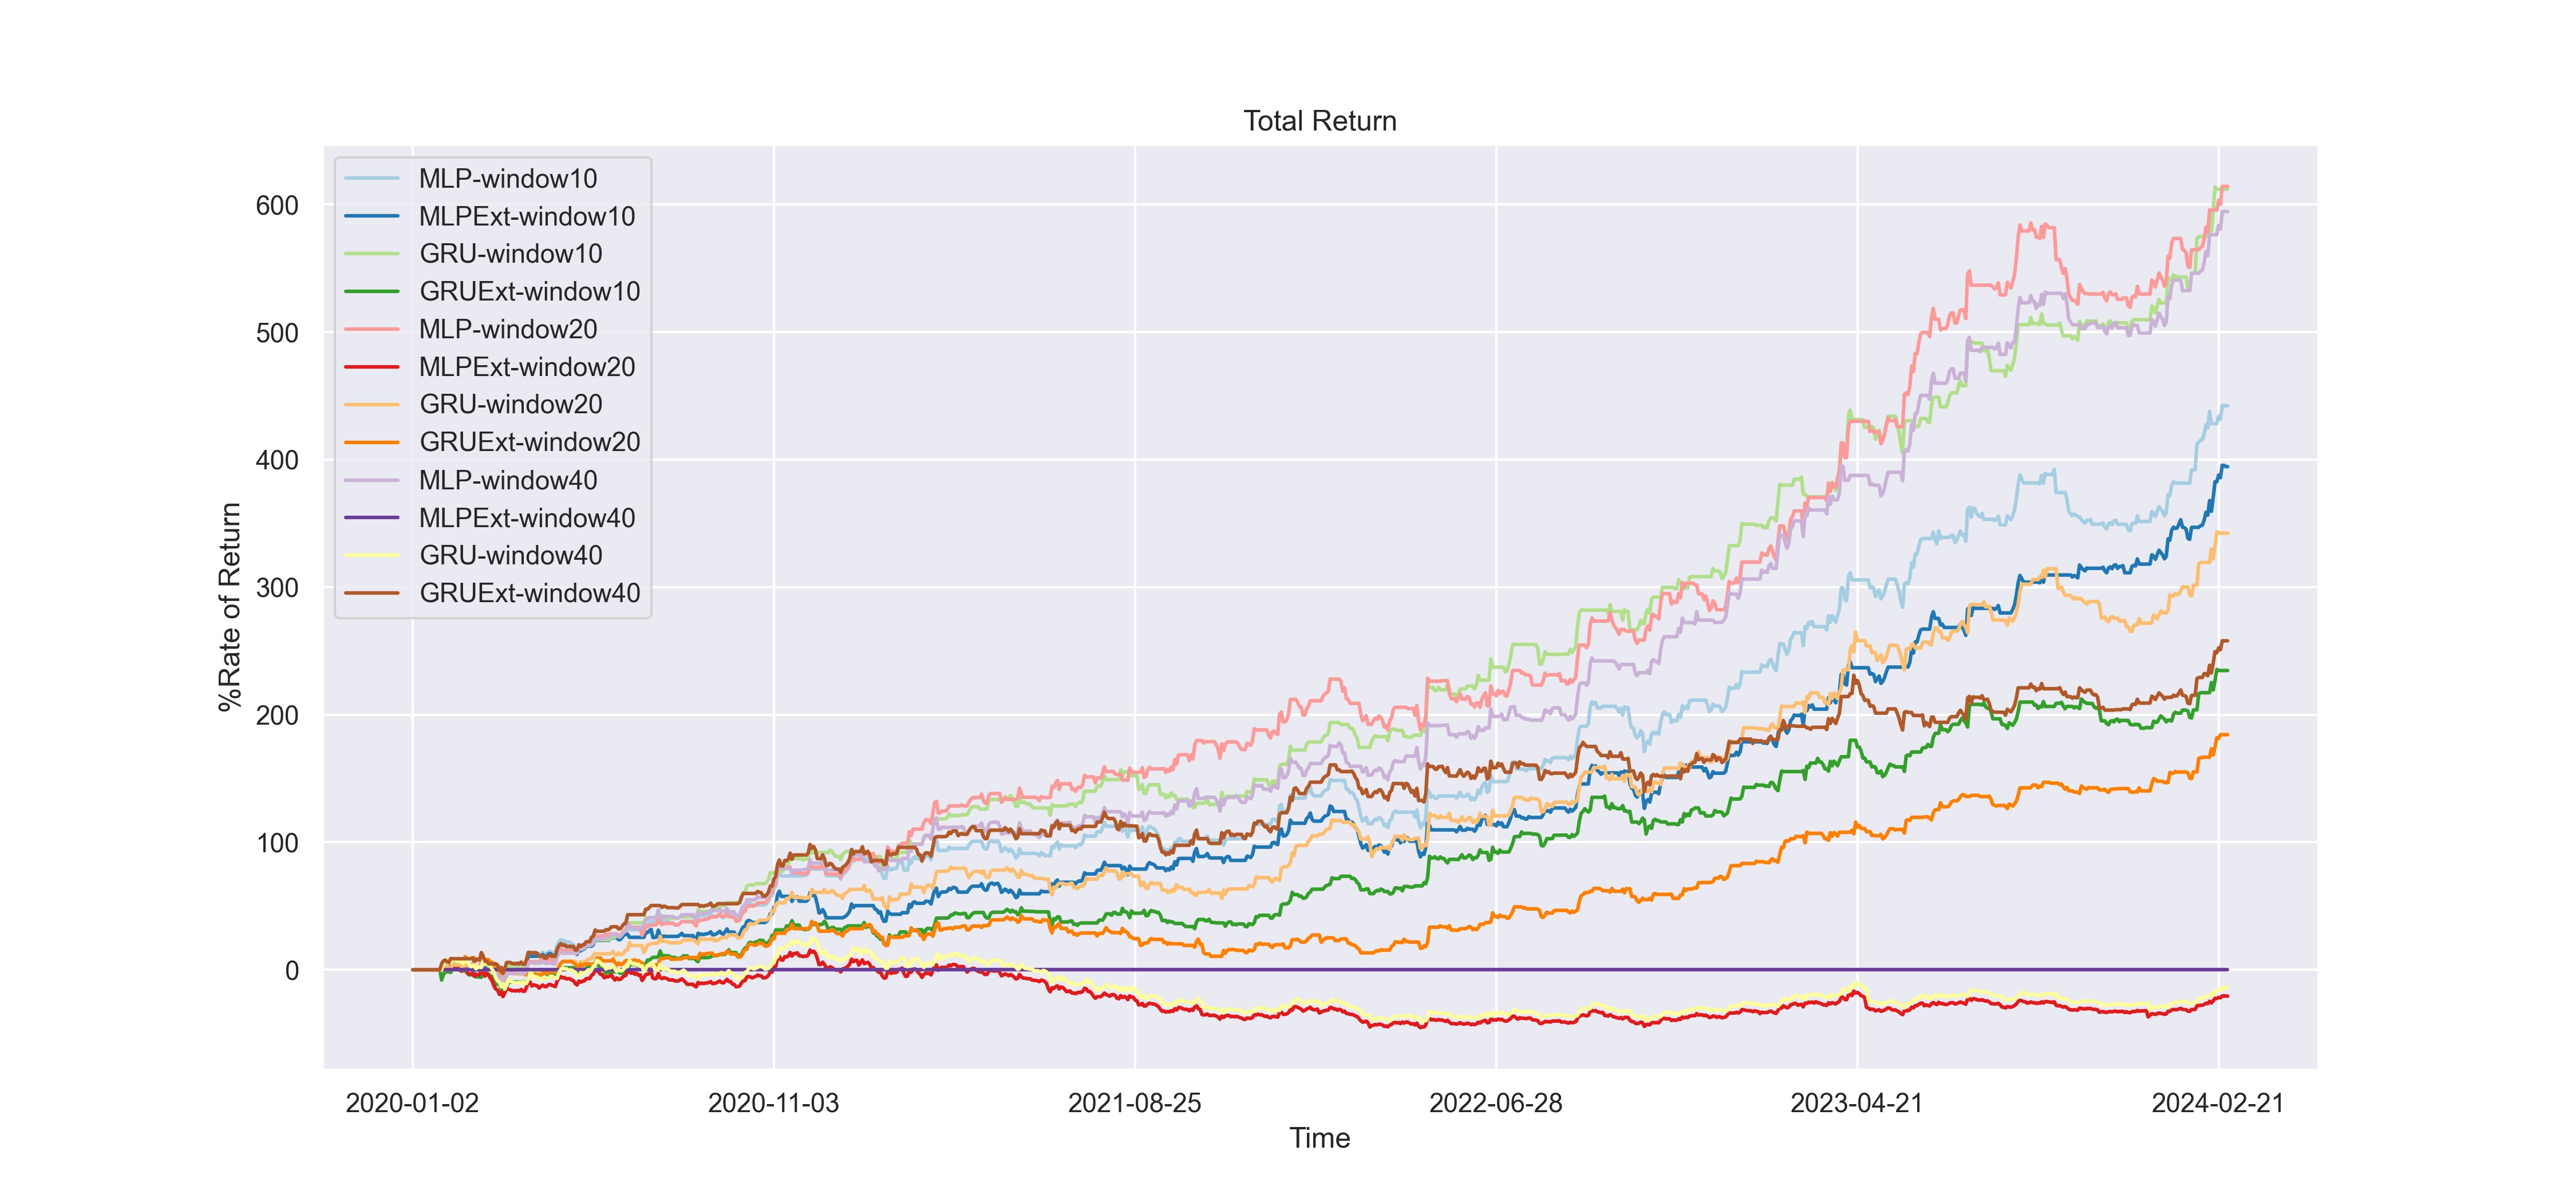 Total Return
MLP-window10
MLPExt-window10
GRU-window10
GRUExt-window10
MLP-window20
MLPExt-window20
GRU-window20
GRUExt-window20
MLP-window40
MLPExt-window40
GRU-window40
GRUExt-window40
%Rate of Return
600
500
400
300
200
100
0
2020-01-02 2020-11-03 2021-08-25 2022-06-28 2023-04-21 2024-02-21
Time